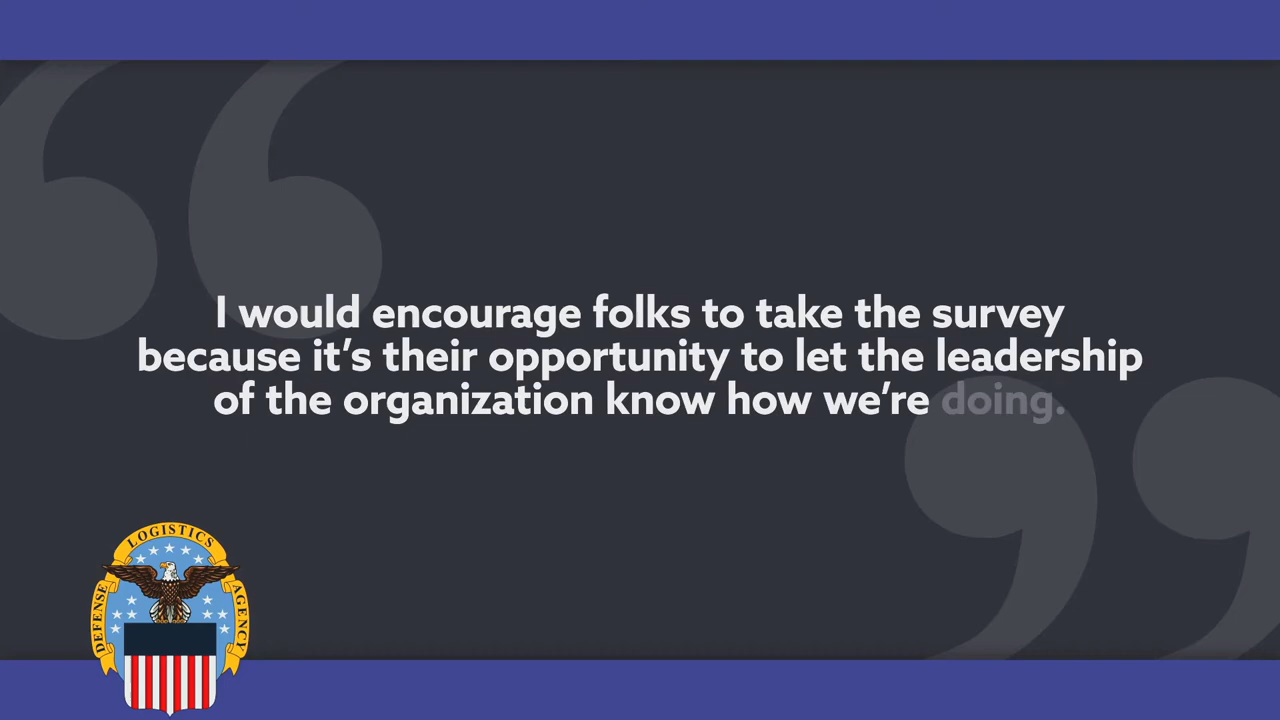 I would encourage folks to take the survey
because it’s their opportunity to let the leadership
of the organization know how we’re doing.
DEFENSE LOGISTICS AGENCY